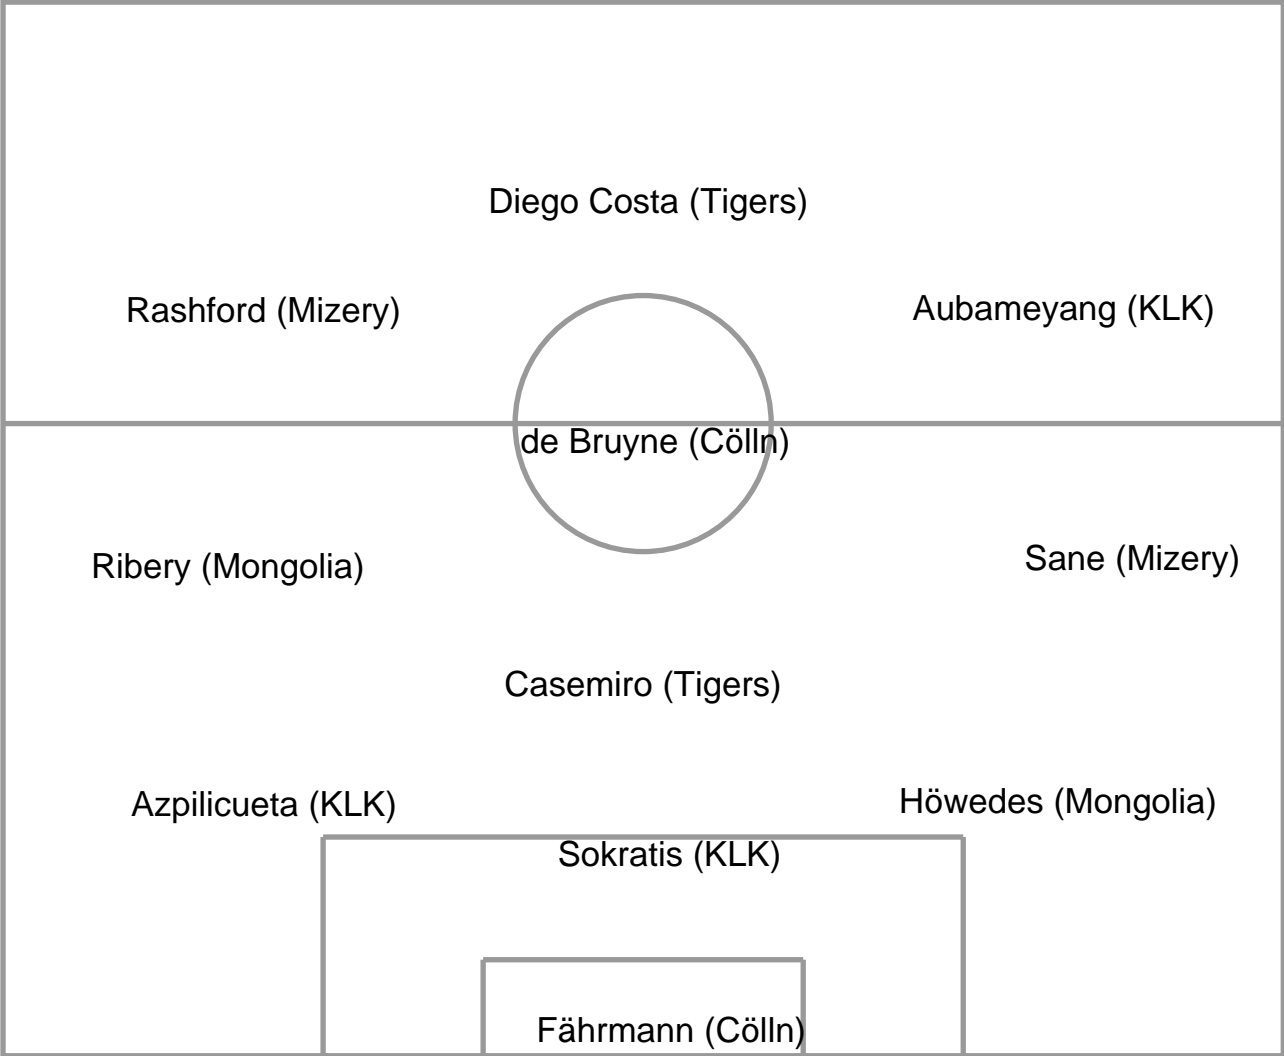 Diego Costa (Tigers)
Rashford (Mizery)
Aubameyang (KLK)
de Bruyne (Cölln)
Ribery (Mongolia)
Sane (Mizery)
Casemiro (Tigers)
Azpilicueta (KLK)
Höwedes (Mongolia)
Sokratis (KLK)
Fährmann (Cölln)